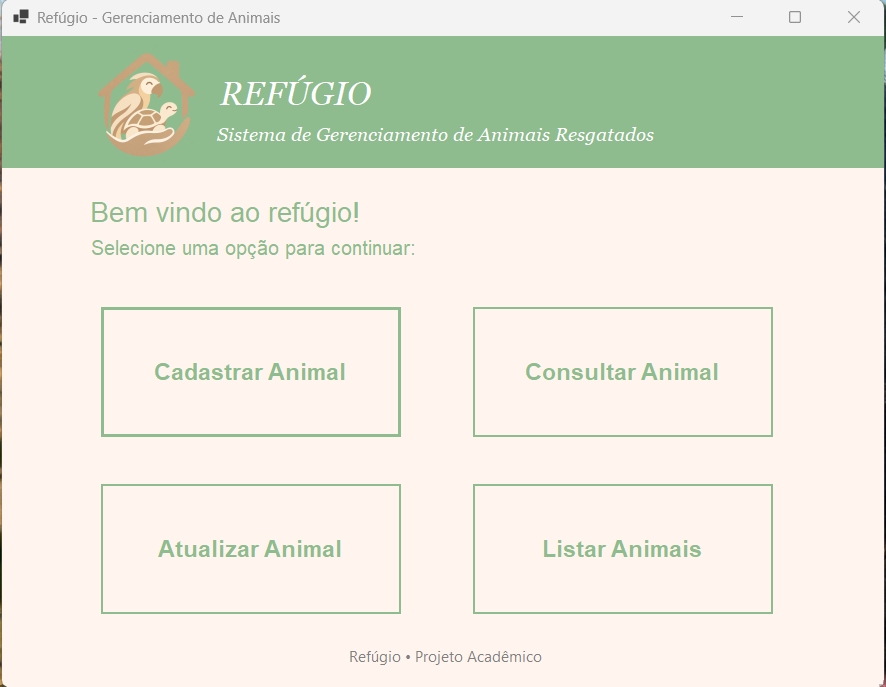 Refúgio - Gerenciamento de Animais
REFÚGIO
Sistema de Gerenciamento de Animais Resgatados
Bem vindo ao refúgio!
Selecione uma opção para continuar:
Cadastrar Animal
Consultar Animal
Atualizar Animal
Listar Animais
Refúgio • Projeto Acadêmico